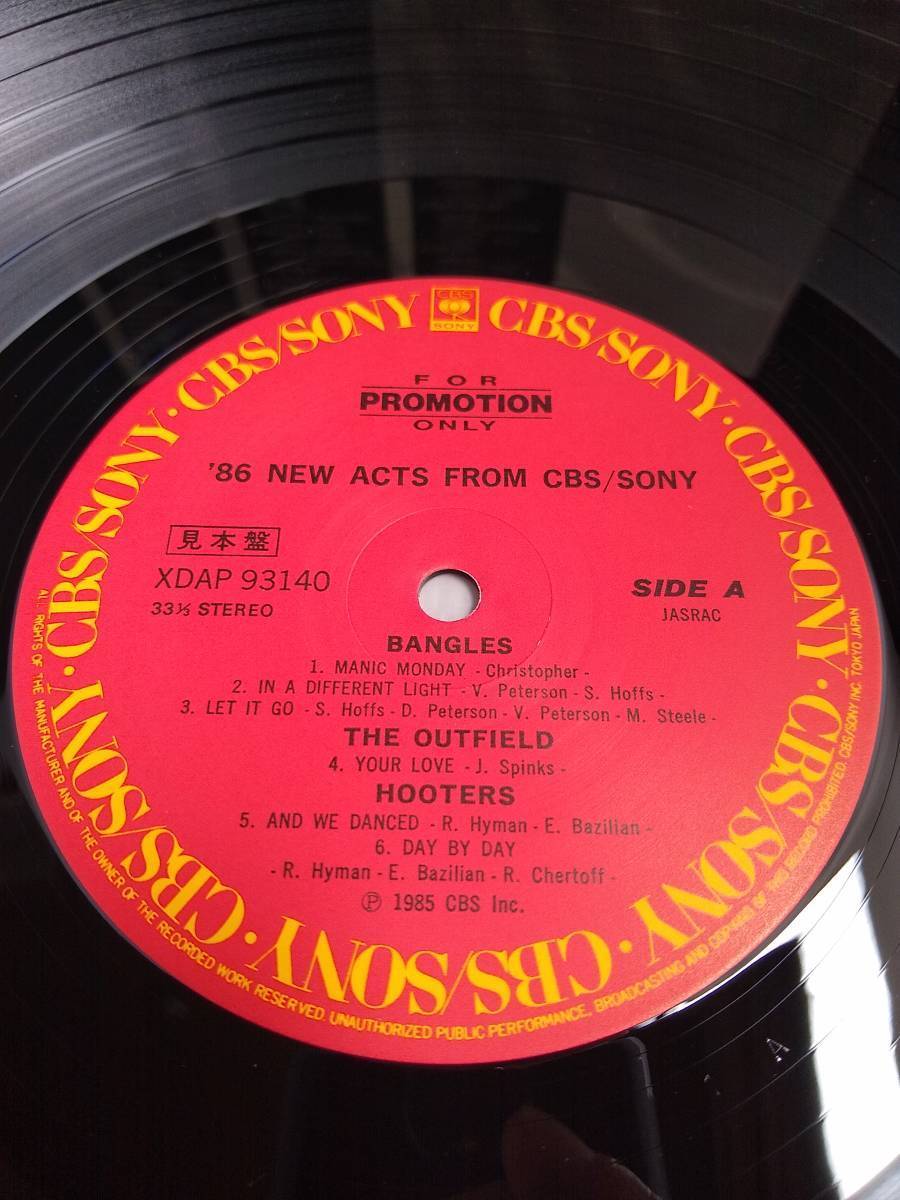 CBS/SONY · CBS/SONY · CBS/SONY · CBS/SONY · CBS/SONY · CBS/SONY · CBS/SONY · CBS/SONY
CBS
SONY
FOR
PROMOTION
ONLY
'86 NEW ACTS FROM CBS/SONY
見本盤
XDAP 93140
33⅓ STEREO
SIDE A
JASRAC
BANGLES
1. MANIC MONDAY - Christopher -
2. IN A DIFFERENT LIGHT - V. Peterson - S. Hoffs -
3. LET IT GO - S. Hoffs - D. Peterson - V. Peterson - M. Steele -
THE OUTFIELD
4. YOUR LOVE - J. Spinks -
HOOTERS
5. AND WE DANCED - R. Hyman - E. Bazilian -
6. DAY BY DAY
- R. Hyman - E. Bazilian - R. Chertoff -
℗ 1985 CBS Inc.
ALL RIGHTS OF THE MANUFACTURER AND OF THE OWNER OF THE RECORDED WORK RESERVED. UNAUTHORIZED PUBLIC PERFORMANCE, BROADCASTING AND COPYING OF THE RECORD PROHIBITED. CBS/SONY INC. TOKYO JAPAN
A